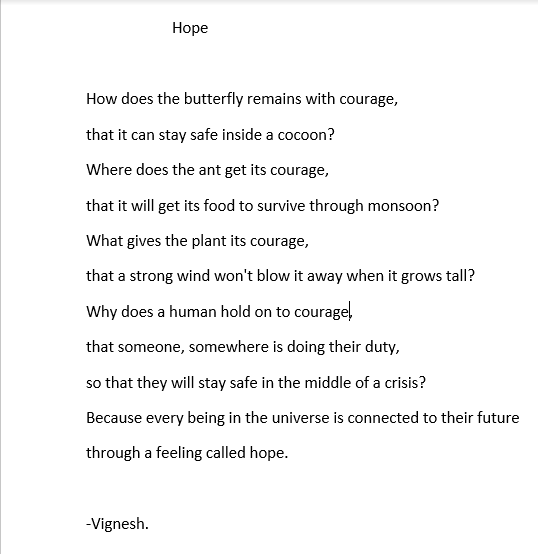 Hope
How does the butterfly remains with courage,
that it can stay safe inside a cocoon?
Where does the ant get its courage,
that it will get its food to survive through monsoon?
What gives the plant its courage,
that a strong wind won't blow it away when it grows tall?
Why does a human hold on to courage,
that someone, somewhere is doing their duty,
so that they will stay safe in the middle of a crisis?
Because every being in the universe is connected to their future
through a feeling called hope.
-Vignesh.